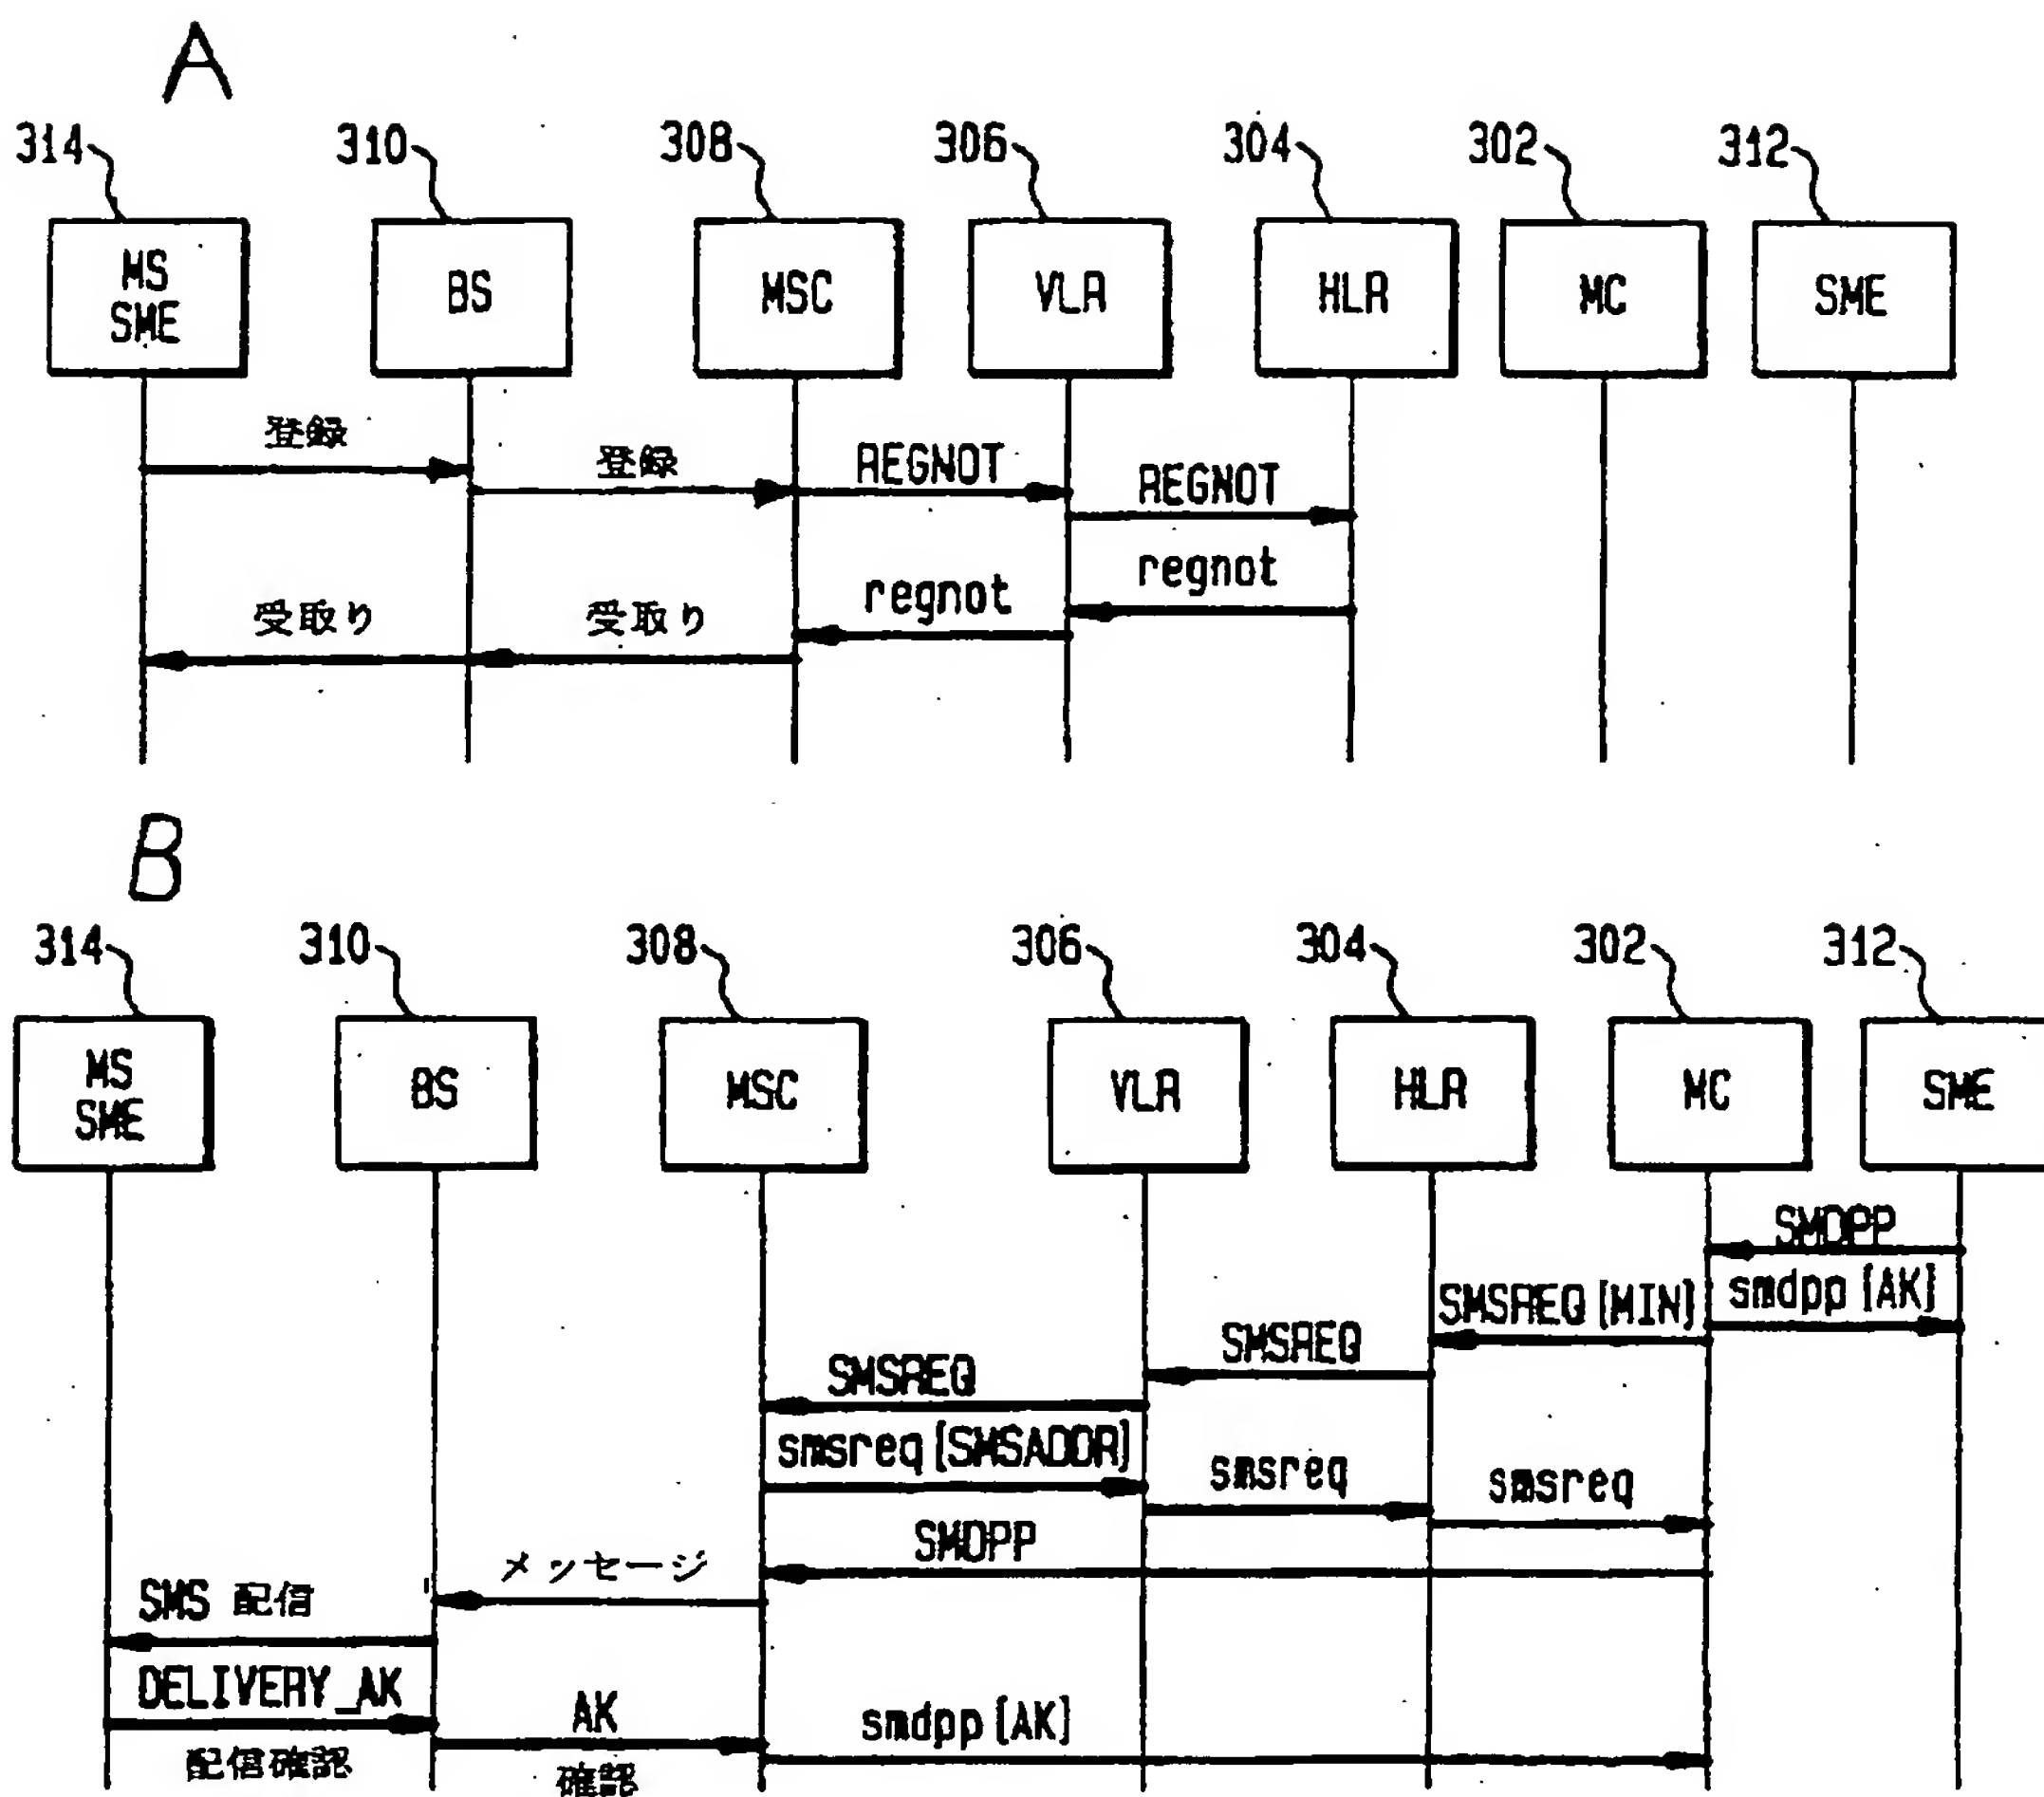 A
314 310 308 306 304 302 312
MS
SME
BS
MSC
VLR
HLR
MC
SME
登録
登録
REGNOT
REGNOT
regnot
regnot
受取り
受取り
B
314 310 308 306 304 302 312
MS
SME
BS
MSC
VLR
HLR
MC
SME
SMDPP
smdpp [AK]
SMSREQ [MIN]
SMSREQ
SMSREQ
smsreq [SMSADDR]
smsreq
smsreq
SMDPP
メッセージ
SMS 配信
DELIVERY_AK
配信確認
AK
確認
smdpp [AK]